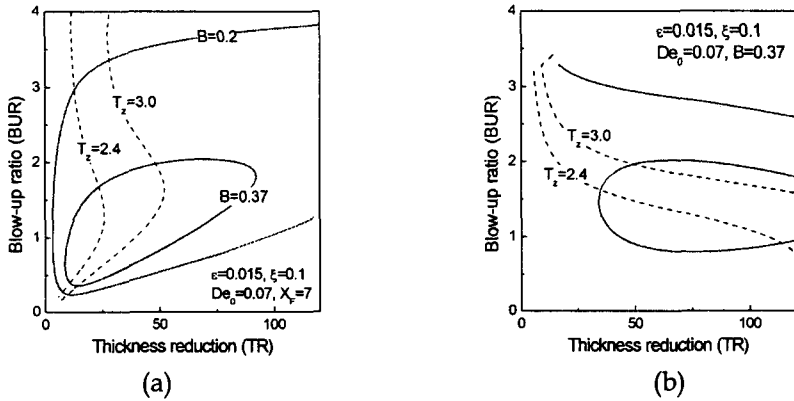 4
3
2
1
0
0
50
100
Blow-up ratio (BUR)
Thickness reduction (TR)
B=0.2
T_z=3.0
T_z=2.4
B=0.37
ε=0.015, ξ=0.1
De₀=0.07, X_F=7
(a)
4
3
2
1
0
0
50
100
Blow-up ratio (BUR)
Thickness reduction (TR)
ε=0.015, ξ=0.1
De₀=0.07, B=0.37
T_z=3.0
T_z=2.4
(b)